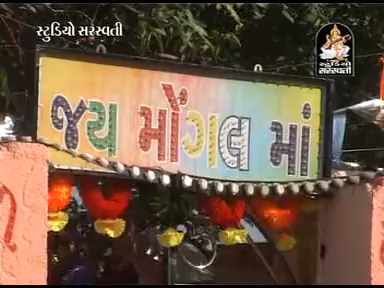 સ્ટુડિયો સરસ્વતી
સ્ટુડિયો
સરસ્વતી
જય મોંગલ માં